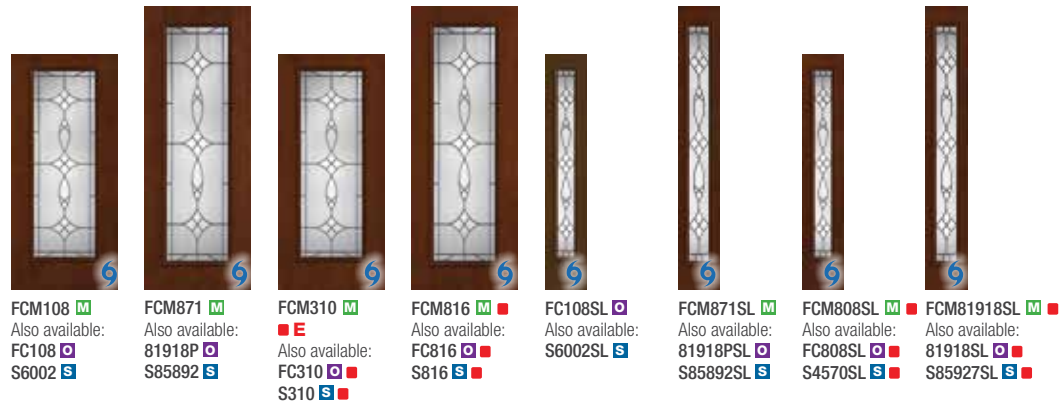 FCM108 M
Also available:
FC108 O
S6002 S
FCM871 M
Also available:
81918P O
S85892 S
FCM310 M
E
Also available:
FC310 O
S310 S
FCM816 M
Also available:
FC816 O
S816 S
FC108SL O
Also available:
S6002SL S
FCM871SL M
Also available:
81918PSL O
S85892SL S
FCM808SL M
Also available:
FC808SL O
S4570SL S
FCM81918SL M
Also available:
81918SL O
S85927SL S